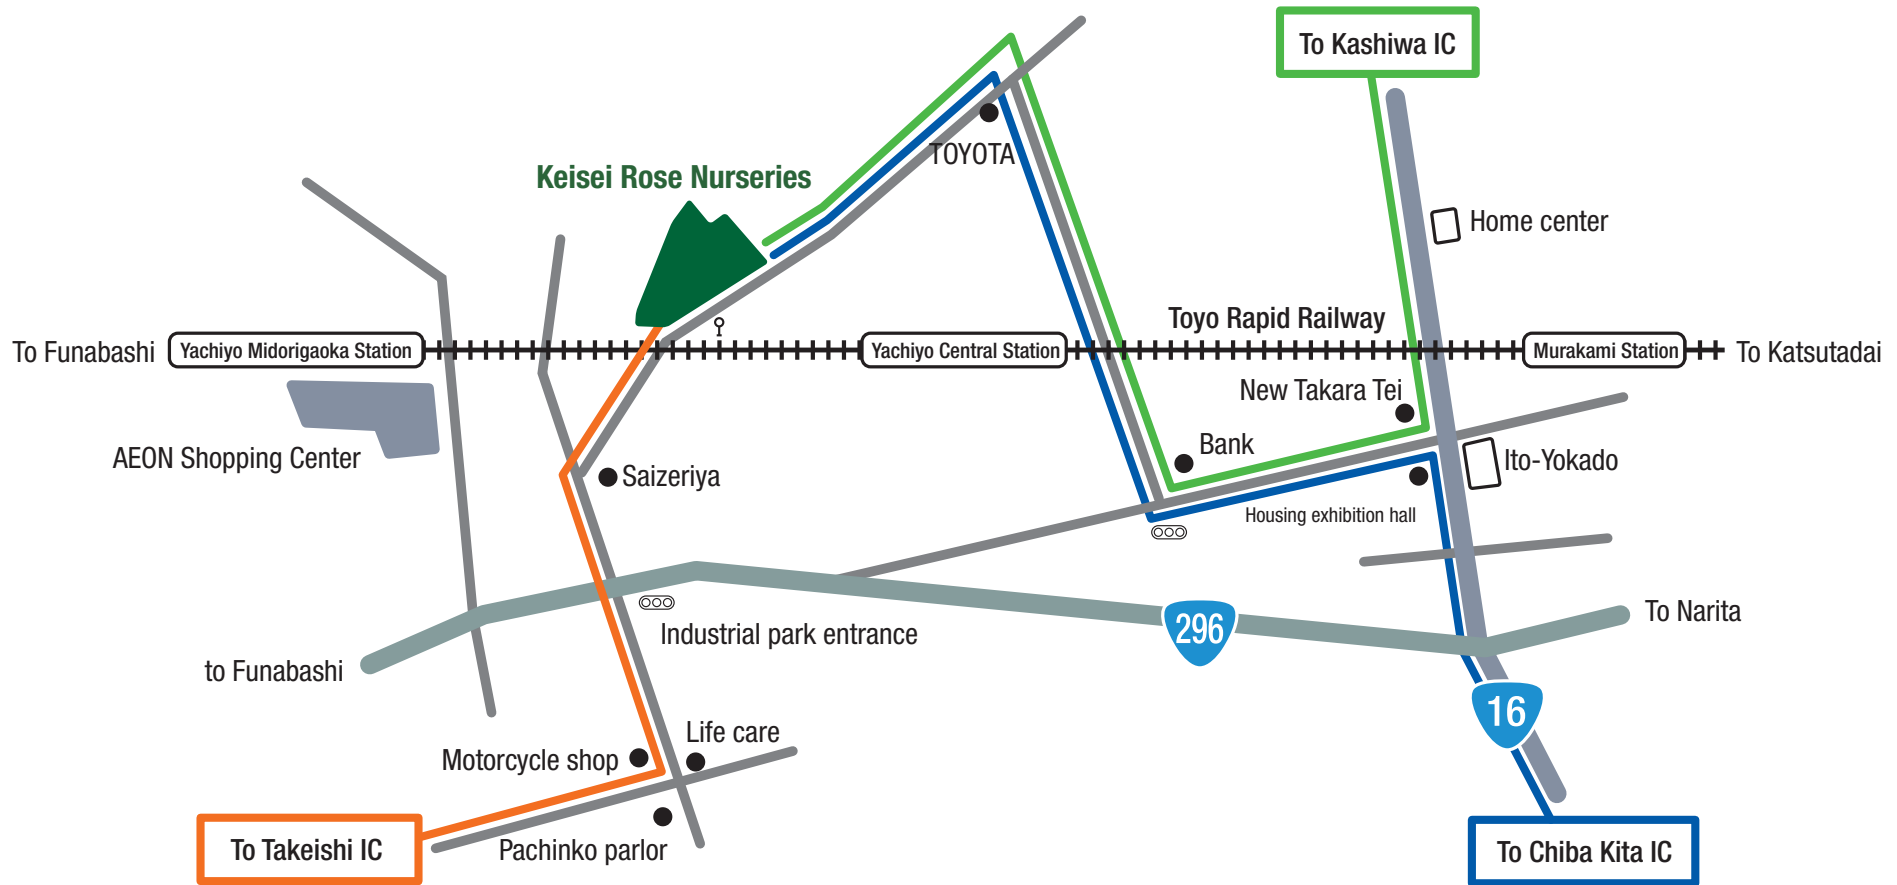 To Kashiwa IC
TOYOTA
Keisei Rose Nurseries
Home center
Toyo Rapid Railway
To Funabashi
Yachiyo Midorigaoka Station
Yachiyo Central Station
Murakami Station
To Katsutadai
New Takara Tei
AEON Shopping Center
Bank
Saizeriya
Ito-Yokado
Housing exhibition hall
Industrial park entrance
296
To Narita
to Funabashi
16
Life care
Motorcycle shop
To Takeishi IC
Pachinko parlor
To Chiba Kita IC